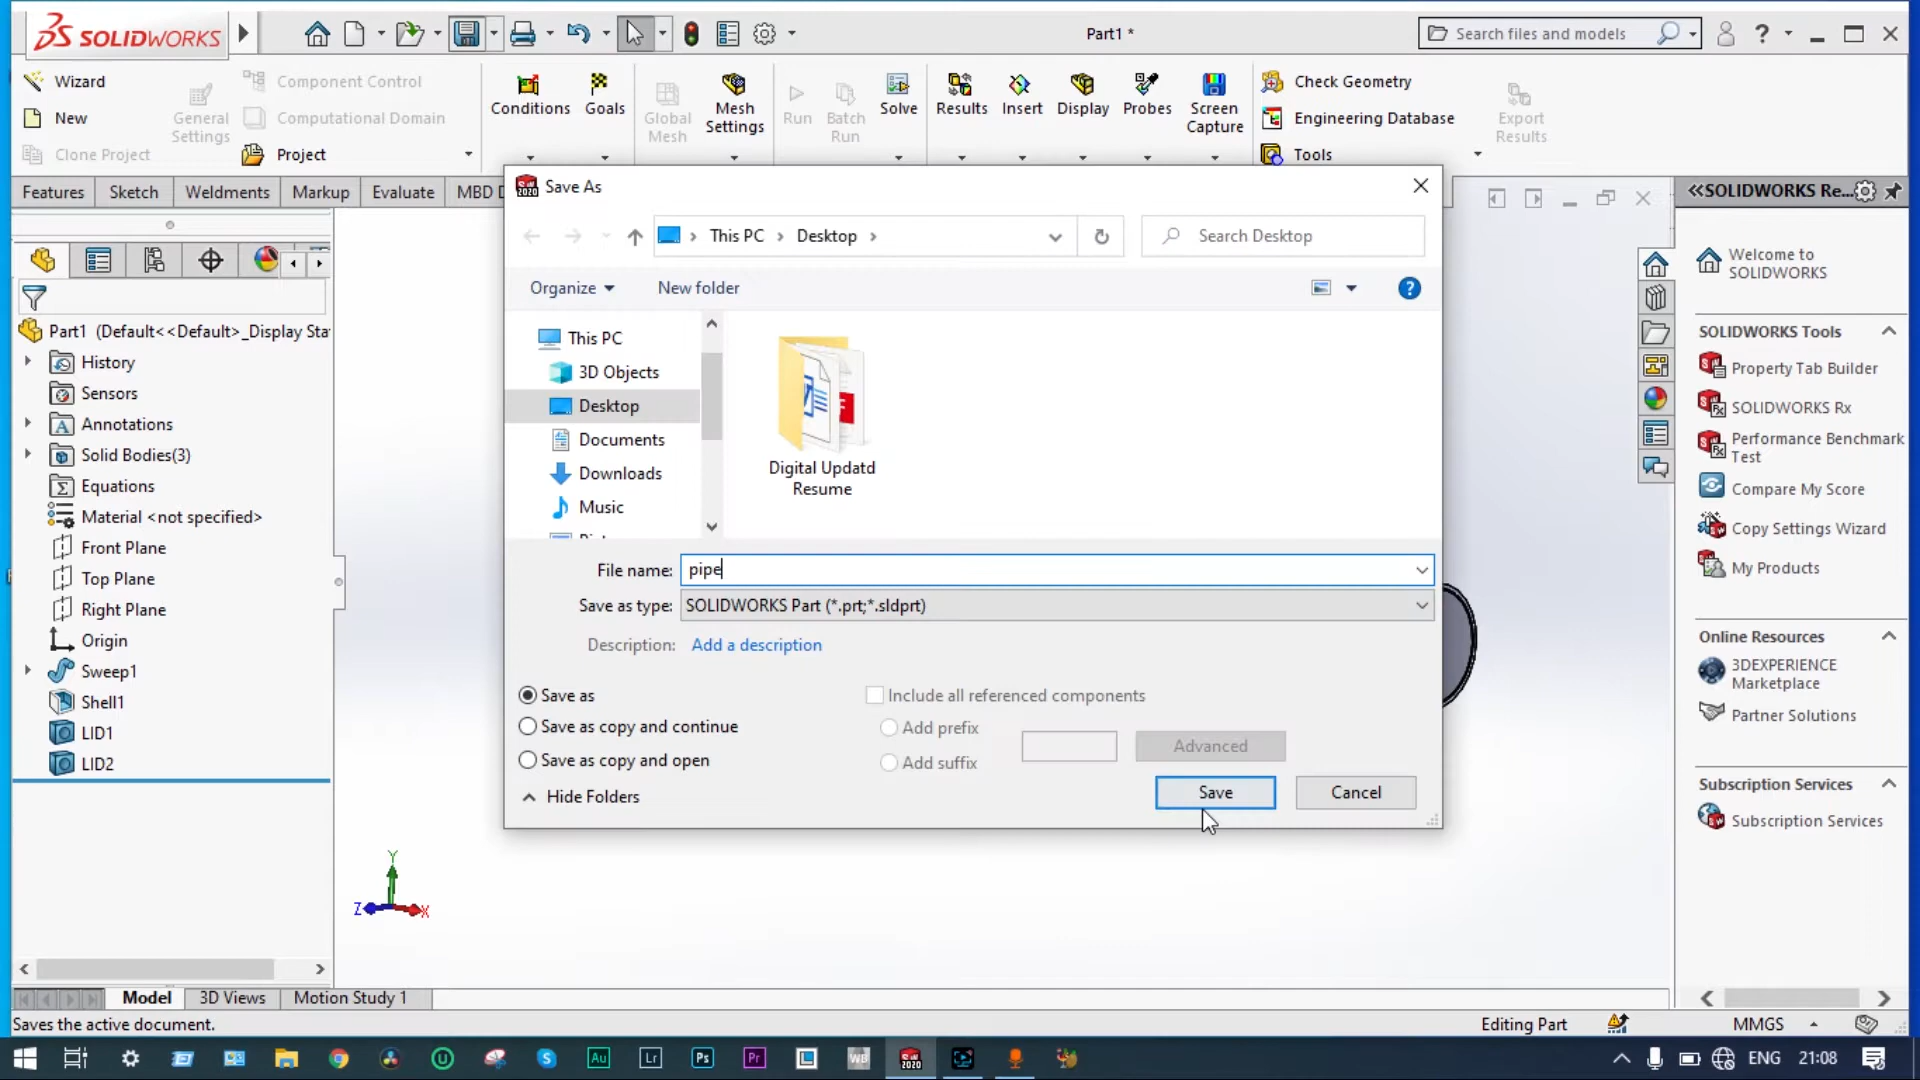 SOLIDWORKS
Part1 *
Search files and models
?
Wizard
New
Clone Project
General
Settings
Component Control
Computational Domain
Project
Conditions
Goals
Global
Mesh
Mesh
Settings
Run
Batch
Run
Solve
Results
Insert
Display
Probes
Screen
Capture
Check Geometry
Engineering Database
Tools
Export
Results
Features
Sketch
Weldments
Markup
Evaluate
MBD D
Part1 (Default<<Default>_Display Sta
History
Sensors
Annotations
Solid Bodies(3)
Equations
Material <not specified>
Front Plane
Top Plane
Right Plane
Origin
Sweep1
Shell1
LID1
LID2
Save As
This PC > Desktop >
Search Desktop
Organize
New folder
This PC
3D Objects
Desktop
Documents
Downloads
Music
Digital Updatd
Resume
File name: pipe
Save as type: SOLIDWORKS Part (*.prt;*.sldprt)
Description: Add a description
Save as
Save as copy and continue
Save as copy and open
Include all referenced components
Add prefix
Add suffix
Advanced
Hide Folders
Save
Cancel
Y
Z
X
SOLIDWORKS Re...
Welcome to
SOLIDWORKS
SOLIDWORKS Tools
Property Tab Builder
SOLIDWORKS Rx
Performance Benchmark
Test
Compare My Score
Copy Settings Wizard
My Products
Online Resources
3DEXPERIENCE
Marketplace
Partner Solutions
Subscription Services
Subscription Services
Model
3D Views
Motion Study 1
Saves the active document.
Editing Part
MMGS
Au
Lr
Ps
Pr
WB
SW
2020
ENG
21:08